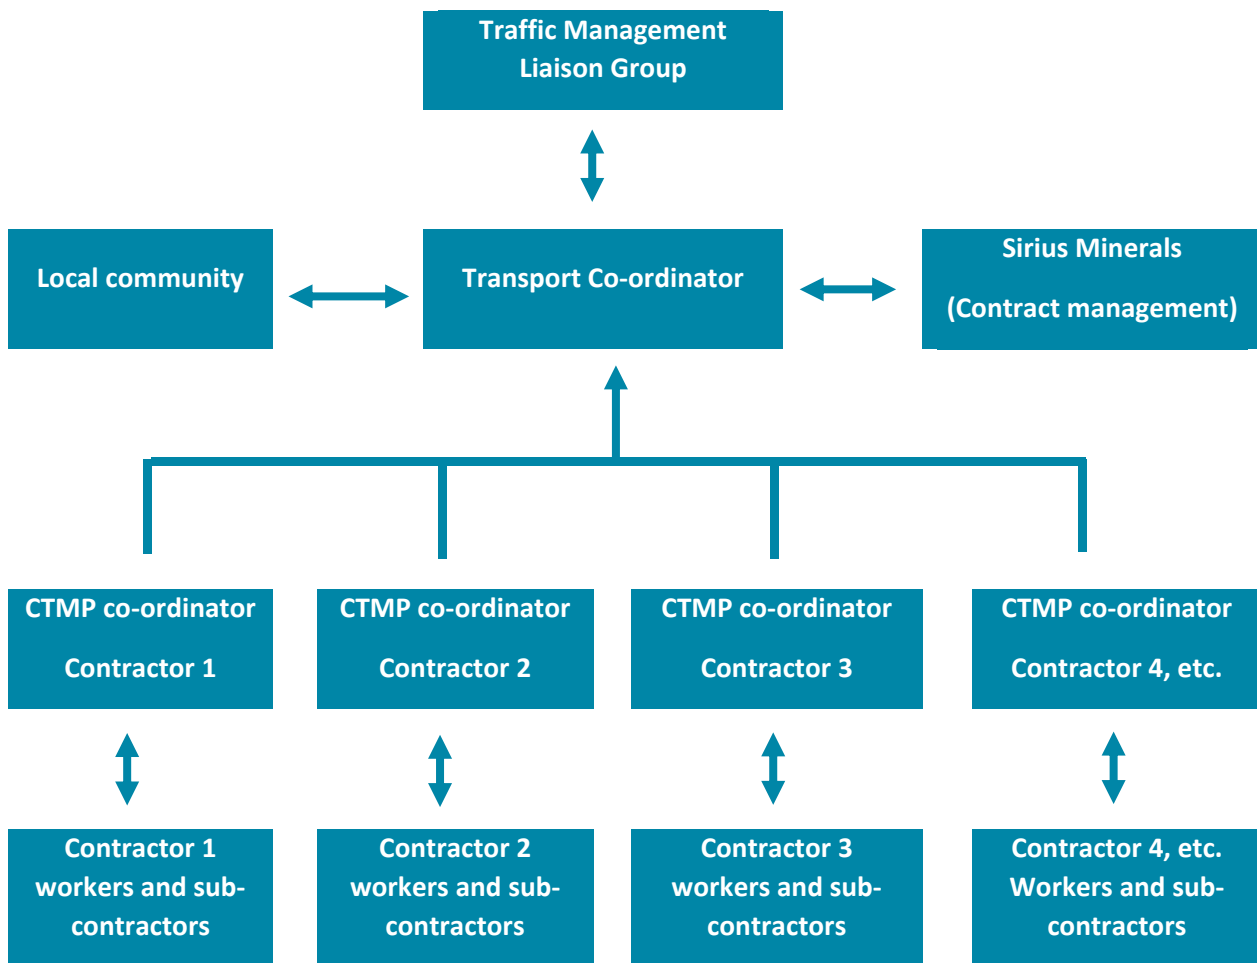 Traffic Management
Liaison Group
Local community
Transport Co-ordinator
Sirius Minerals
(Contract management)
CTMP co-ordinator
Contractor 1
CTMP co-ordinator
Contractor 2
CTMP co-ordinator
Contractor 3
CTMP co-ordinator
Contractor 4, etc.
Contractor 1
workers and sub-
contractors
Contractor 2
workers and sub-
contractors
Contractor 3
workers and sub-
contractors
Contractor 4, etc.
Workers and sub-
contractors